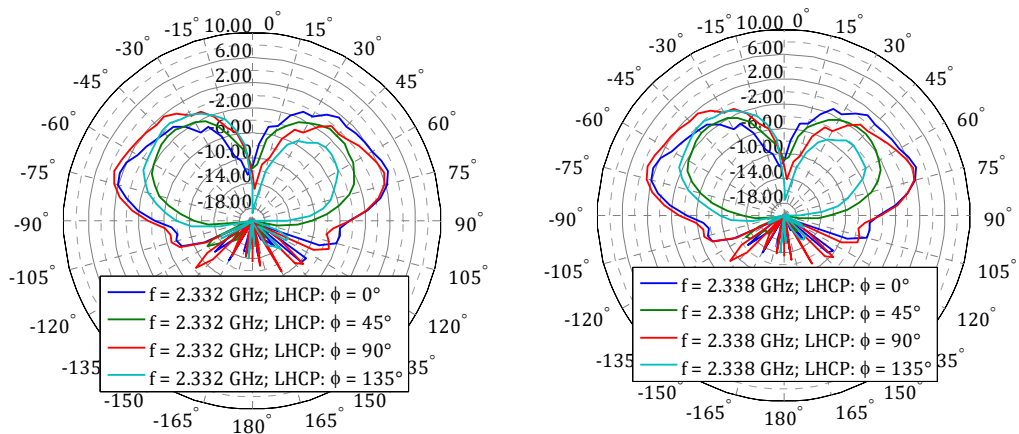 10.00 0° 15° 30° 45° 60° 75° 90° 105° 120° 35° 150 165° 180° -165° -150 -135 -120° -105° -90° -75° -60° -45° -30° -15°
6.00
2.00
-2.00
-6.00
-10.00
-14.00
-18.00
f = 2.332 GHz; LHCP: ϕ = 0°
f = 2.332 GHz; LHCP: ϕ = 45°
f = 2.332 GHz; LHCP: ϕ = 90°
f = 2.332 GHz; LHCP: ϕ = 135°
10.00 0° 15° 30° 45° 60° 75° 90° 105° 120° 35° 150 165° 180° -165° -150 -135 -120° -105° -90° -75° -60° -45° -30° -15°
6.00
2.00
-2.00
-6.00
-10.00
-14.00
-18.00
f = 2.338 GHz; LHCP: ϕ = 0°
f = 2.338 GHz; LHCP: ϕ = 45°
f = 2.338 GHz; LHCP: ϕ = 90°
f = 2.338 GHz; LHCP: ϕ = 135°